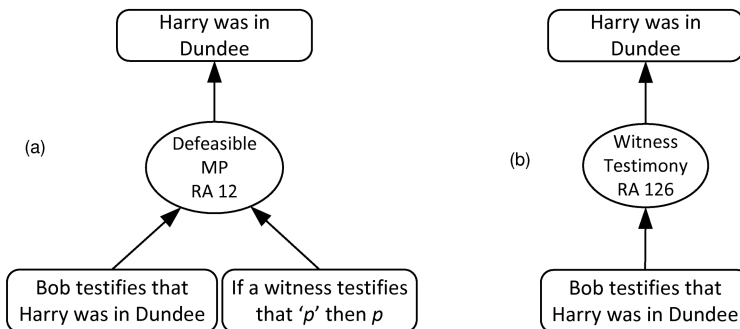 Harry was in
Dundee
(a)
Defeasible
MP
RA 12
Bob testifies that
Harry was in Dundee
If a witness testifies
that ‘p’ then p
Harry was in
Dundee
(b)
Witness
Testimony
RA 126
Bob testifies that
Harry was in Dundee